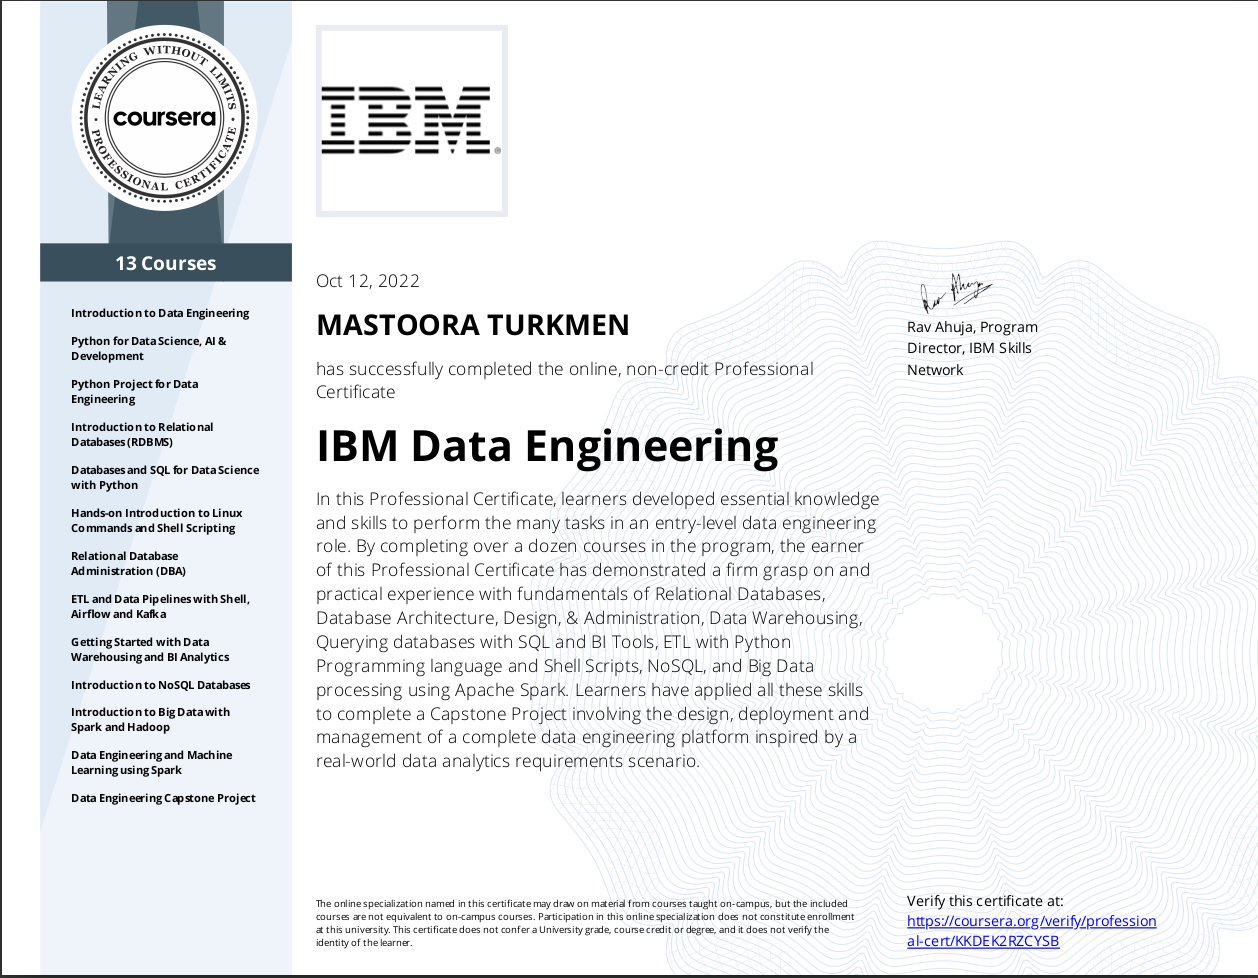 LEARNING WITHOUT LIMITS
coursera
PROFESSIONAL CERTIFICATE
IBM
®
13 Courses
Introduction to Data Engineering
Python for Data Science, AI &
Development
Python Project for Data
Engineering
Introduction to Relational
Databases (RDBMS)
Databases and SQL for Data Science
with Python
Hands-on Introduction to Linux
Commands and Shell Scripting
Relational Database
Administration (DBA)
ETL and Data Pipelines with Shell,
Airflow and Kafka
Getting Started with Data
Warehousing and BI Analytics
Introduction to NoSQL Databases
Introduction to Big Data with
Spark and Hadoop
Data Engineering and Machine
Learning using Spark
Data Engineering Capstone Project
Oct 12, 2022
MASTOORA TURKMEN
has successfully completed the online, non-credit Professional
Certificate
IBM Data Engineering
In this Professional Certificate, learners developed essential knowledge
and skills to perform the many tasks in an entry-level data engineering
role. By completing over a dozen courses in the program, the earner
of this Professional Certificate has demonstrated a firm grasp on and
practical experience with fundamentals of Relational Databases,
Database Architecture, Design, & Administration, Data Warehousing,
Querying databases with SQL and BI Tools, ETL with Python
Programming language and Shell Scripts, NoSQL, and Big Data
processing using Apache Spark. Learners have applied all these skills
to complete a Capstone Project involving the design, deployment and
management of a complete data engineering platform inspired by a
real-world data analytics requirements scenario.
Rav Ahuja
Rav Ahuja, Program
Director, IBM Skills
Network
The online specialization named in this certificate may draw on material from courses taught on-campus, but the included
courses are not equivalent to on-campus courses. Participation in this online specialization does not constitute enrollment
at this university. This certificate does not confer a University grade, course credit or degree, and it does not verify the
identity of the learner.
Verify this certificate at:
https://coursera.org/verify/profession
al-cert/KKDEK2RZCYSB